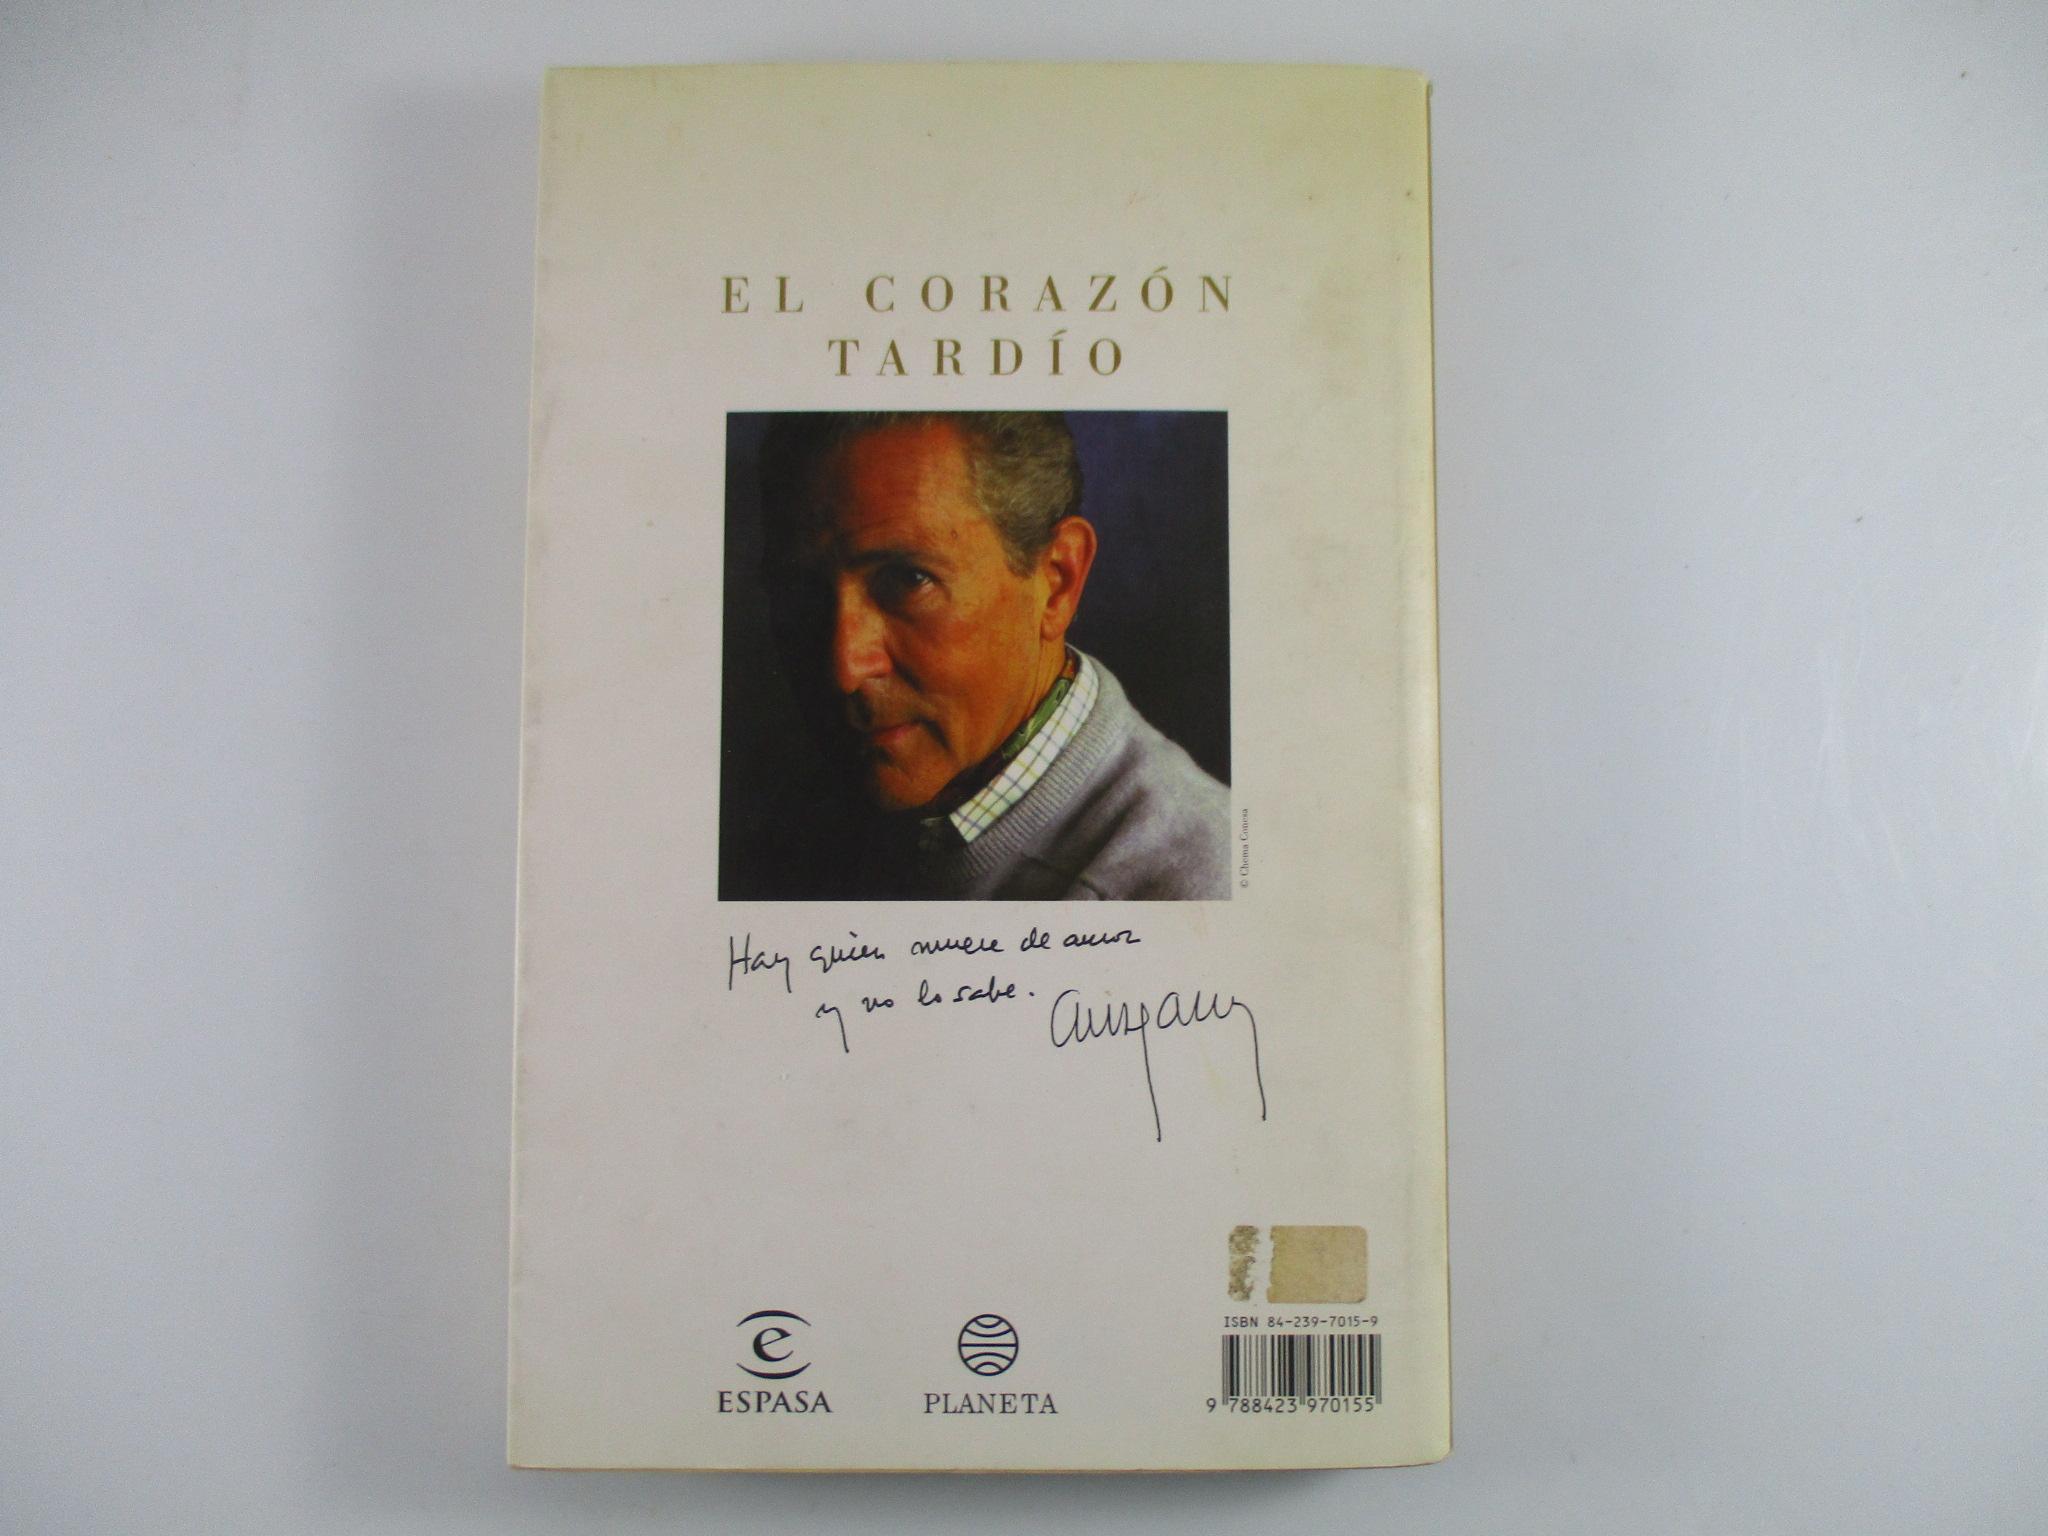 EL CORAZÓN
TARDÍO
© Chema Conesa
Hay quien muere de amor
y no lo sabe.
ESPASA
PLANETA
ISBN 84-239-7015-9
9 788423 970155